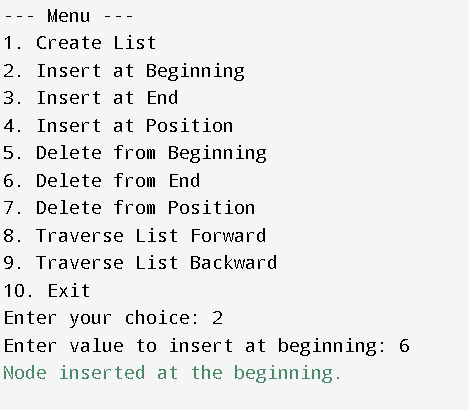 --- Menu ---
1. Create List
2. Insert at Beginning
3. Insert at End
4. Insert at Position
5. Delete from Beginning
6. Delete from End
7. Delete from Position
8. Traverse List Forward
9. Traverse List Backward
10. Exit
Enter your choice: 2
Enter value to insert at beginning: 6
Node inserted at the beginning.